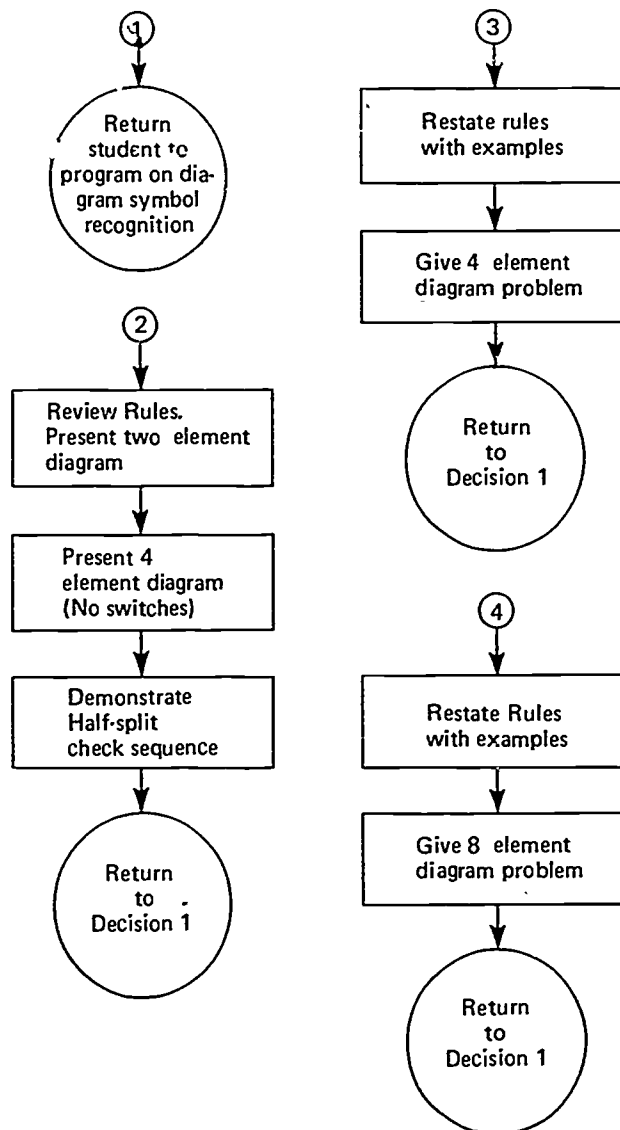 1
Return
student to
program on dia-
gram symbol
recognition
2
Review Rules.
Present two element
diagram
Present 4
element diagram
(No switches)
Demonstrate
Half-split
check sequence
Return
to
Decision 1
3
Restate rules
with examples
Give 4 element
diagram problem
Return
to
Decision 1
4
Restate Rules
with examples
Give 8 element
diagram problem
Return
to
Decision 1